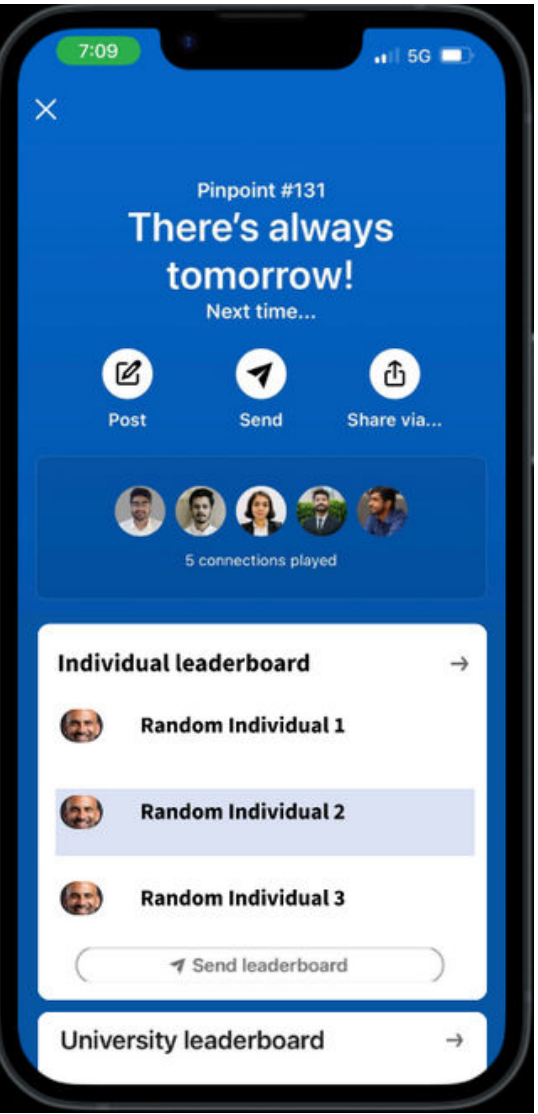 7:09
5G
Pinpoint #131
There's always
tomorrow!
Next time...
Post
Send
Share via...
5 connections played
Individual leaderboard
Random Individual 1
Random Individual 2
Random Individual 3
Send leaderboard
University leaderboard